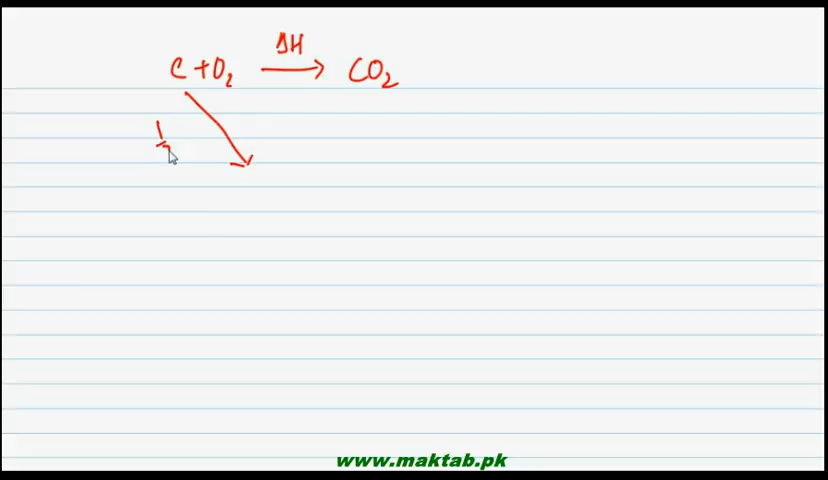 ΔH
C + O₂ ⟶ CO₂
www.maktab.pk